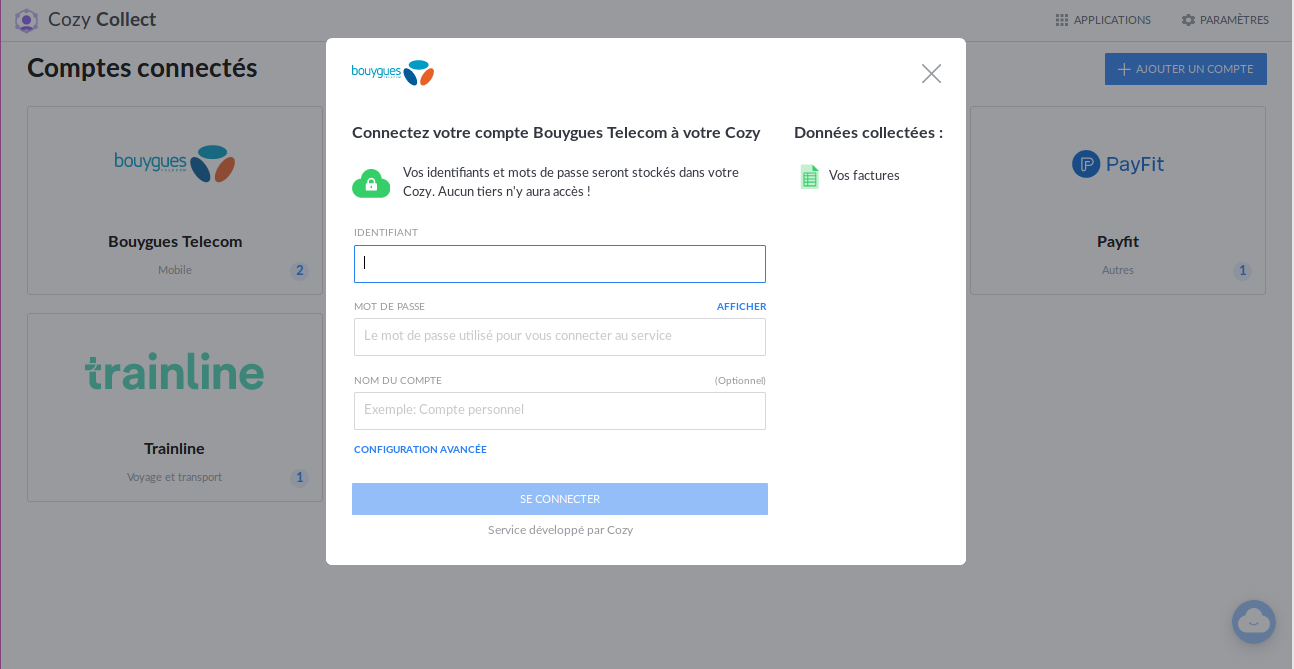 Cozy Collect
APPLICATIONS
PARAMÈTRES
Comptes connectés
AJOUTER UN COMPTE
bouygues
TELECOM
Bouygues Telecom
Mobile
2
PayFit
Payfit
Autres
1
trainline
Trainline
Voyage et transport
1
bouygues
Connectez votre compte Bouygues Telecom à votre Cozy
Vos identifiants et mots de passe seront stockés dans votre
Cozy. Aucun tiers n'y aura accès !
IDENTIFIANT
MOT DE PASSE
AFFICHER
Le mot de passe utilisé pour vous connecter au service
NOM DU COMPTE
(Optionnel)
Exemple: Compte personnel
CONFIGURATION AVANCÉE
SE CONNECTER
Service développé par Cozy
Données collectées :
Vos factures